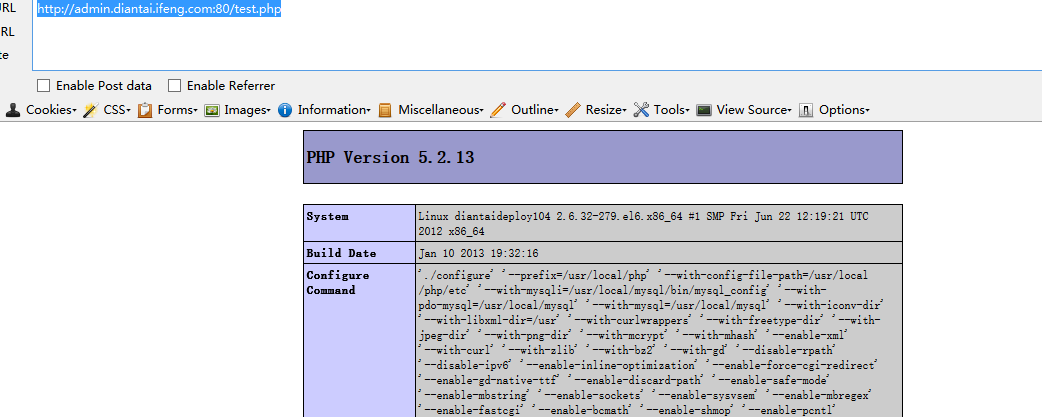 URL
http://admin.diantai.ifeng.com:80/test.php
RL
te
Enable Post data Enable Referrer
Cookies CSS Forms Images Information Miscellaneous Outline Resize Tools View Source Options
PHP Version 5.2.13
System Linux diantaideploy104 2.6.32-279.el6.x86_64 #1 SMP Fri Jun 22 12:19:21 UTC
2012 x86_64
Build Date Jan 10 2013 19:32:16
Configure './configure' '--prefix=/usr/local/php' '--with-config-file-path=/usr/local
Command /php/etc' '--with-mysqli=/usr/local/mysql/bin/mysql_config' '--with-
pdo-mysql=/usr/local/mysql' '--with-mysql=/usr/local/mysql' '--with-iconv-dir'
'--with-libxml-dir=/usr' '--with-curlwrappers' '--with-freetype-dir' '--with-
jpeg-dir' '--with-png-dir' '--with-mcrypt' '--with-mhash' '--enable-xml'
'--with-curl' '--with-zlib' '--with-bz2' '--with-gd' '--disable-rpath'
'--disable-ipv6' '--enable-inline-optimization' '--enable-force-cgi-redirect'
'--enable-gd-native-ttf' '--enable-discard-path' '--enable-safe-mode'
'--enable-mbstring' '--enable-sockets' '--enable-sysvsem' '--enable-mbregex'
'--enable-fastcgi' '--enable-bcmath' '--enable-shmop' '--enable-pcntl'